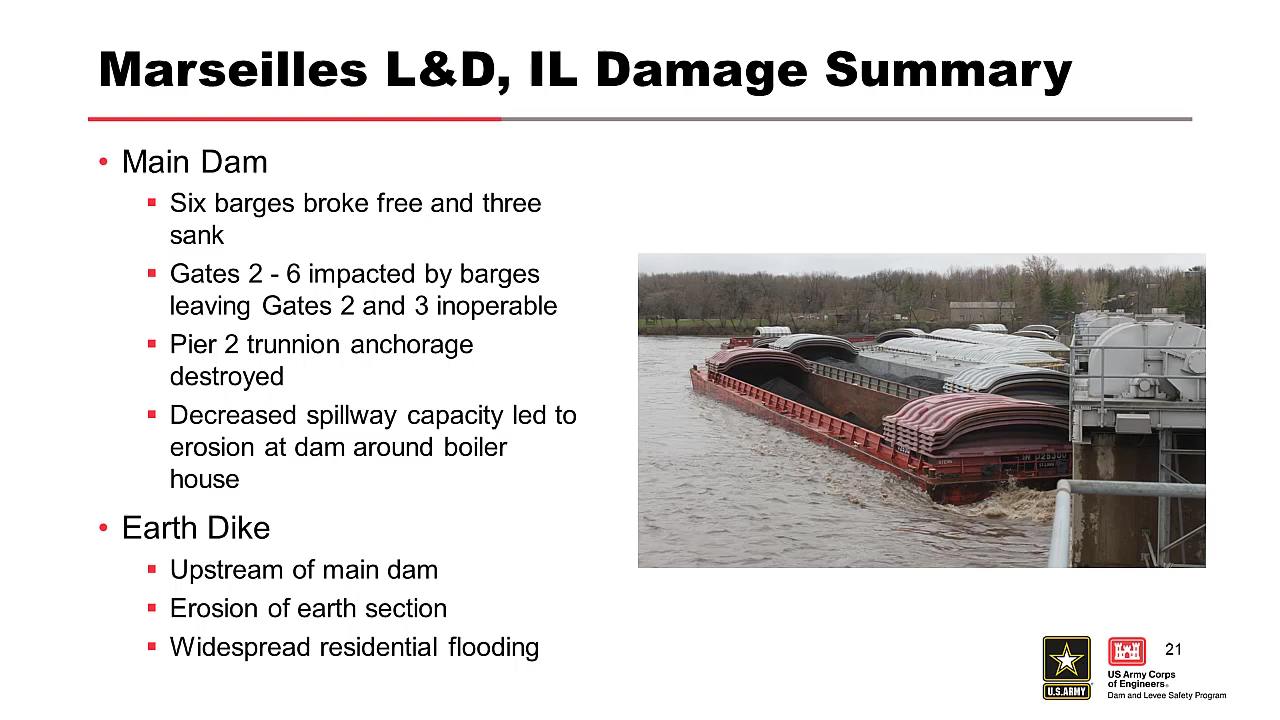 Marseilles L&D, IL Damage Summary
• Main Dam
▪ Six barges broke free and three
sank
▪ Gates 2 - 6 impacted by barges
leaving Gates 2 and 3 inoperable
▪ Pier 2 trunnion anchorage
destroyed
▪ Decreased spillway capacity led to
erosion at dam around boiler
house
• Earth Dike
▪ Upstream of main dam
▪ Erosion of earth section
▪ Widespread residential flooding
21
U.S.ARMY
US Army Corps
of Engineers®
Dam and Levee Safety Program